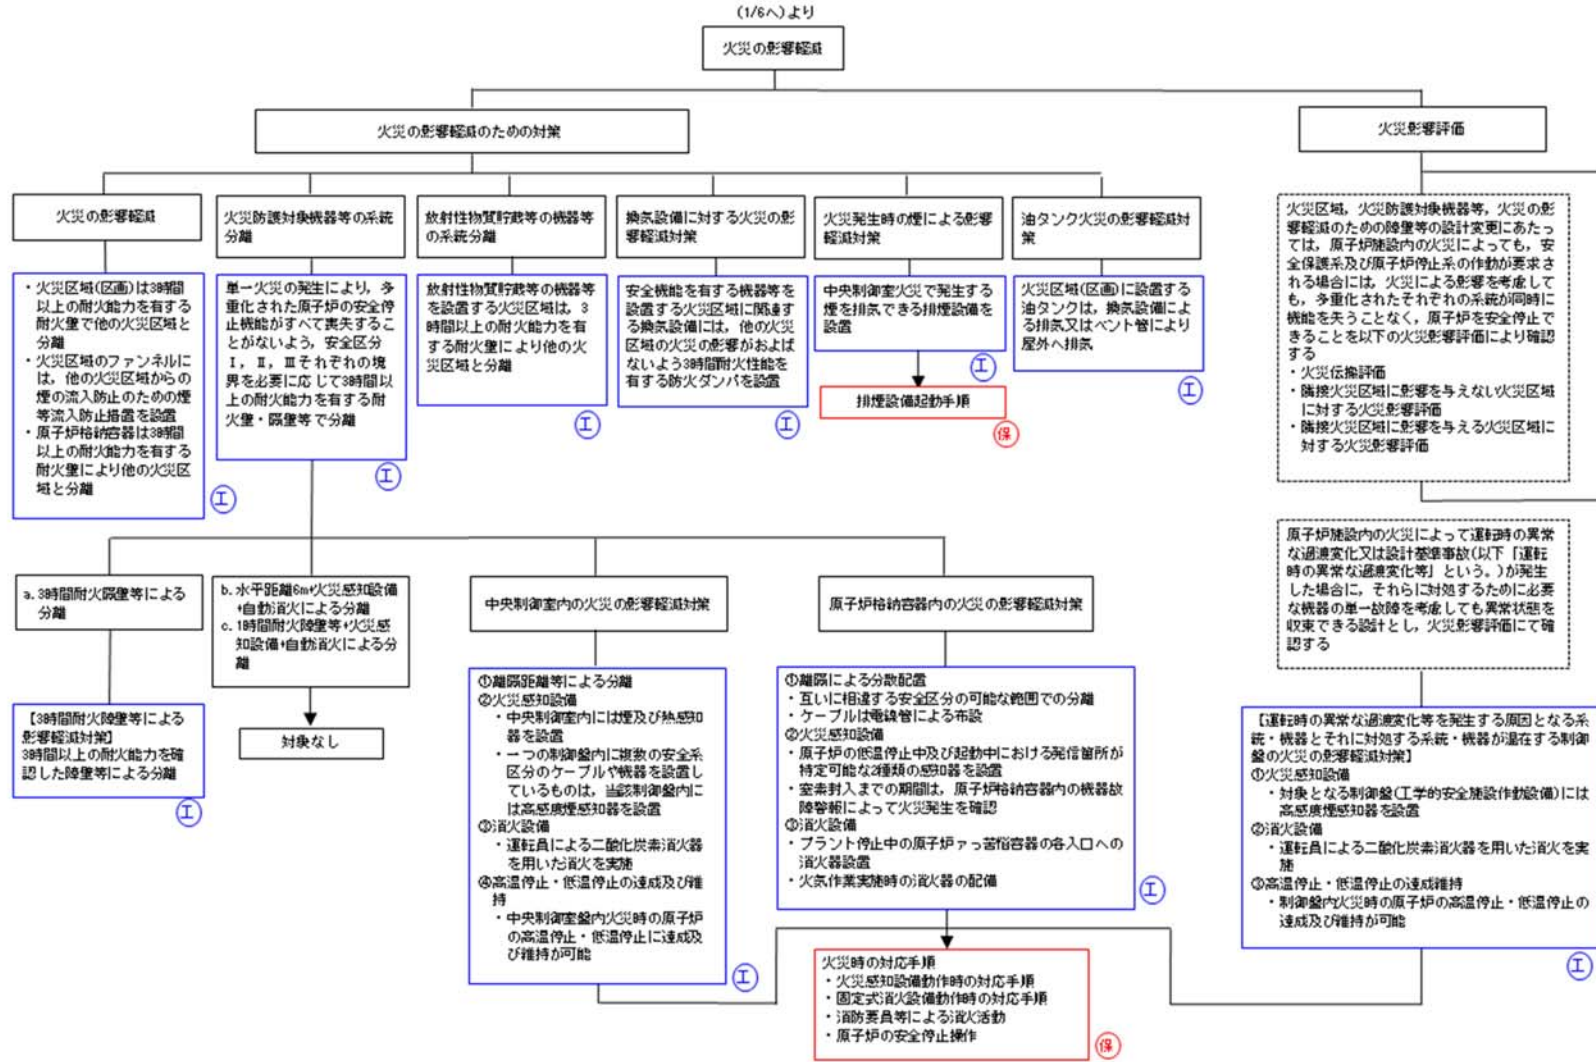 (1/6へ)より
火災の影響軽減
火災の影響軽減のための対策
火災影響評価
火災の影響軽減
火災防護対象機器等の系統
分離
放射性物質貯蔵等の機器等
の系統分離
換気設備に対する火災の影
響軽減対策
火災発生時の煙による影響
軽減対策
油タンク火災の影響軽減対
策
・火災区域(区画)は3時間
以上の耐火能力を有する
耐火壁で他の火災区域と
分離
・火災区域のファンネルに
は，他の火災区域からの
煙の流入防止のための煙
等流入防止措置を設置
・原子炉格納容器は3時間
以上の耐火能力を有する
耐火壁により他の火災区
域と分離
工
単一火災の発生により，多
重化された原子炉の安全停
止機能がすべて喪失するこ
とがないよう，安全区分
Ⅰ，Ⅱ，Ⅲそれぞれの境
界を必要に応じて3時間以
上の耐火能力を有する耐
火壁・隔壁等で分離
工
放射性物質貯蔵等の機器等
を設置する火災区域は，3
時間以上の耐火能力を有
する耐火壁により他の火
災区域と分離
工
安全機能を有する機器等を
設置する火災区域に関連す
る換気設備には，他の火災
区域の火災の影響がおよば
ないよう3時間耐火性能を
有する防火ダンパを設置
工
中央制御室火災で発生する
煙を排気できる排煙設備を
設置
工
排煙設備起動手順
保
火災区域(区画)に設置する
油タンクは，換気設備によ
る排気又はベント管により
屋外へ排気
工
火災区域，火災防護対象機器等，火災の影
響軽減のための障壁等の設計変更にあたっ
ては，原子炉施設内の火災によっても，安
全保護系及び原子炉停止系の作動が要求さ
れる場合には，火災による影響を考慮して
も，多重化されたそれぞれの系統が同時に
機能を失うことなく，原子炉を安全停止で
きることを以下の火災影響評価により確認
する
・火災伝播評価
・隣接火災区域に影響を与えない火災区域
に対する火災影響評価
・隣接火災区域に影響を与える火災区域に
対する火災影響評価
原子炉施設内の火災によって運転時の異常
な過渡変化又は設計基準事故(以下「運転
時の異常な過渡変化等」という。)が発生
した場合に，それらに対処するために必要
な機器の単一故障を考慮しても異常状態を
収束できる設計とし，火災影響評価にて確
認する
a.3時間耐火隔壁等による
分離
b.水平距離6m+火災感知設備
+自動消火による分離
c.1時間耐火障壁等+火災感
知設備+自動消火による分
離
中央制御室内の火災の影響軽減対策
原子炉格納容器内の火災の影響軽減対策
【3時間耐火障壁等による
影響軽減対策】
3時間以上の耐火能力を確
認した障壁等による分離
工
対象なし
①離隔距離等による分離
②火災感知設備
・中央制御室内には煙及び熱感知
器を設置
・一つの制御盤内に複数の安全系
区分のケーブルや機器を設置し
ているものは，当該制御盤内に
は高感度煙感知器を設置
③消火設備
・運転員による二酸化炭素消火器
を用いた消火を実施
④高温停止・低温停止の達成及び維
持
・中央制御室盤内火災時の原子炉
の高温停止・低温停止に達成及
び維持が可能
工
①離隔による分散配置
・互いに相違する安全区分の可能な範囲での分離
・ケーブルは電線管による布設
②火災感知設備
・原子炉の低温停止中及び起動中における発信箇所が
特定可能な2種類の感知器を設置
・窒素封入までの期間は，原子炉格納容器内の機器故
障警報によって火災発生を確認
③消火設備
・プラント停止中の原子炉ァっ苦悩容器の各入口への
消火器設置
・火気作業実施時の消火器の配備
工
火災時の対応手順
・火災感知設備動作時の対応手順
・固定式消火設備動作時の対応手順
・消防要員等による消火活動
・原子炉の安全停止操作
保
【運転時の異常な過渡変化等を発生する原因となる系
統・機器とそれに対処する系統・機器が混在する制御
盤の火災の影響軽減対策】
①火災感知設備
・対象となる制御盤(工学的安全施設作動設備)には
高感度煙感知器を設置
②消火設備
・運転員による二酸化炭素消火器を用いた消火を実
施
③高温停止・低温停止の達成維持
・制御盤内火災時の原子炉の高温停止・低温停止の
達成及び維持が可能
工